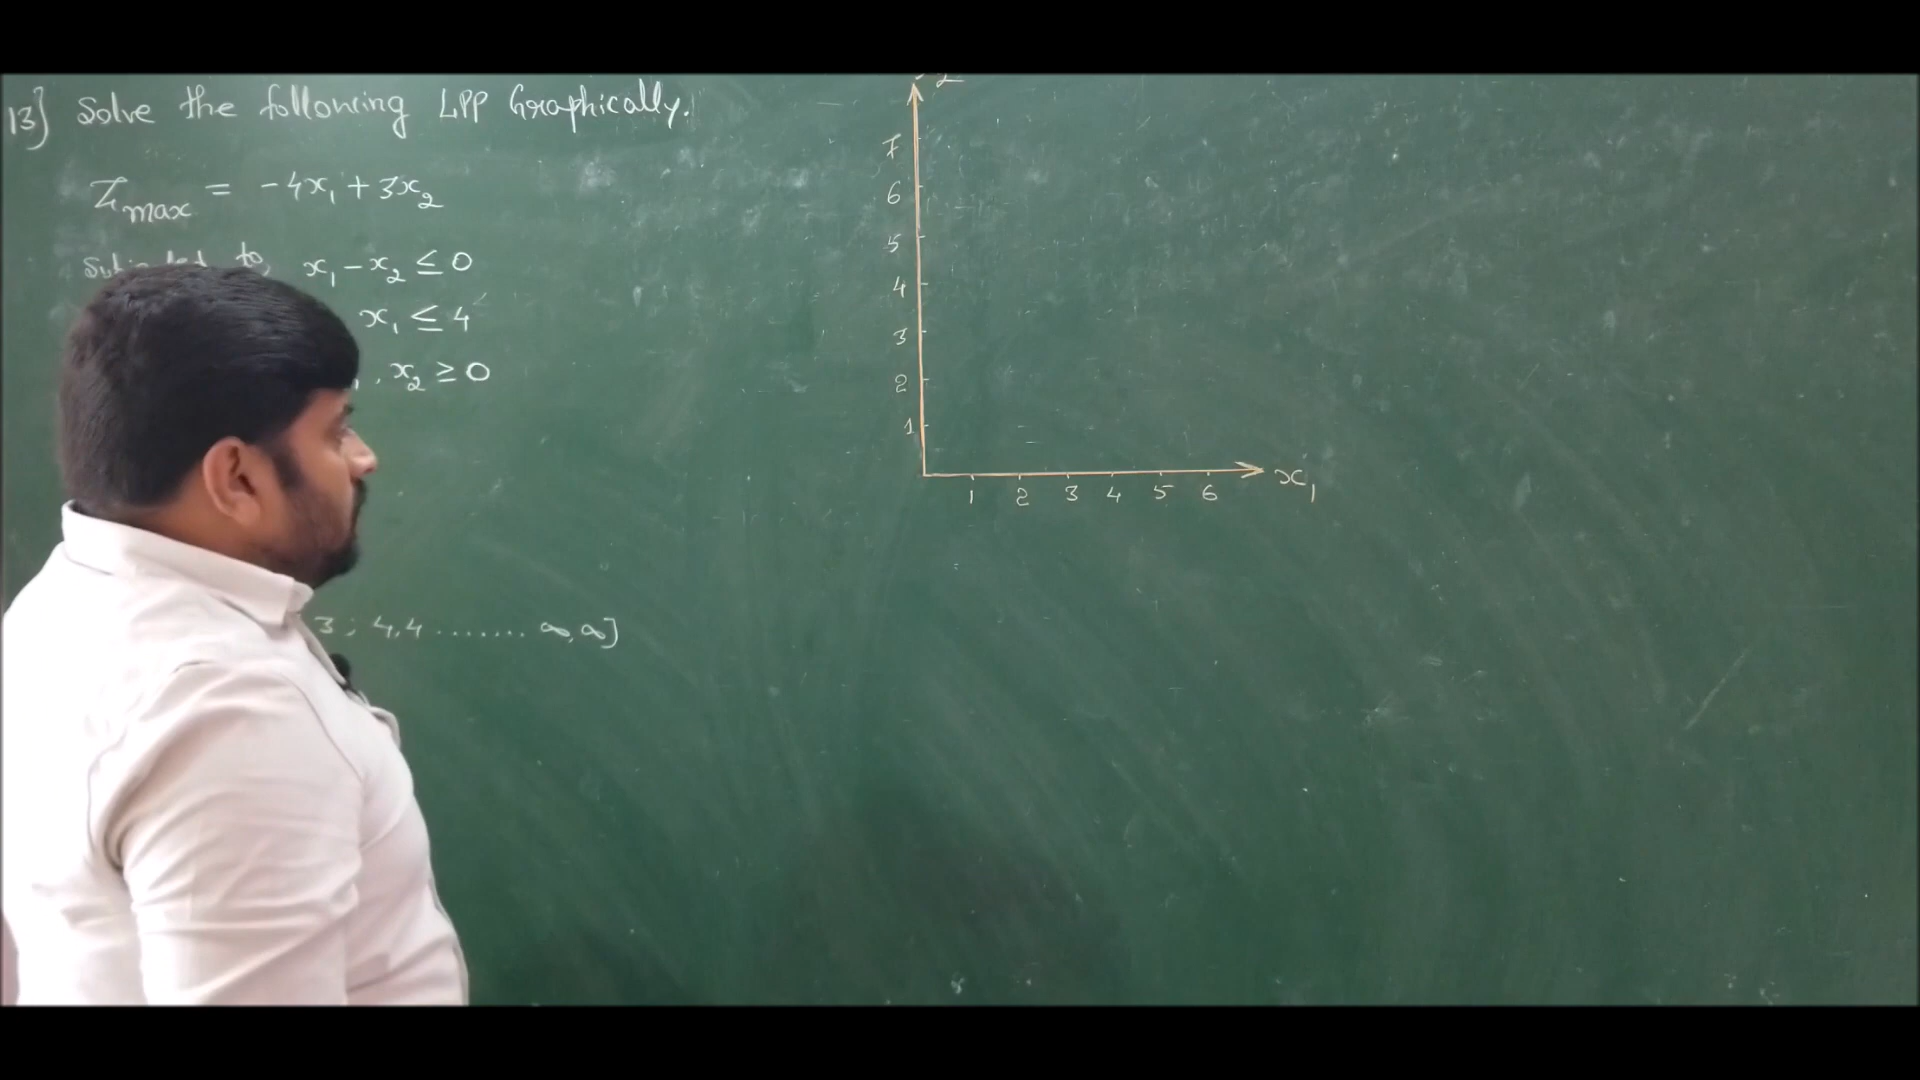 13] Solve the following LPP Graphically.
Zmax = -4x₁ + 3x₂
to, x₁ - x₂ ≤ 0
x₁ ≤ 4
, x₂ ≥ 0
3 ; 4,4 ....... ∞,∞]
7
6
5
4
3
2
1
1 2 3 4 5 6 x₁